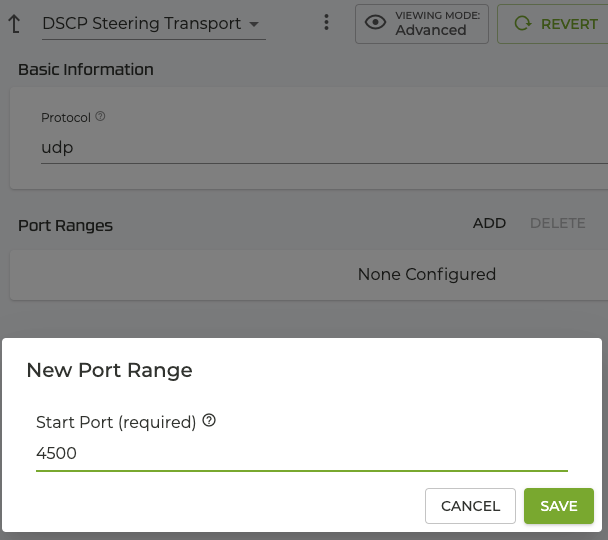 DSCP Steering Transport
VIEWING MODE:
Advanced
REVERT
Basic Information
Protocol
udp
Port Ranges
ADD
DELETE
None Configured
New Port Range
Start Port (required)
4500
CANCEL
SAVE